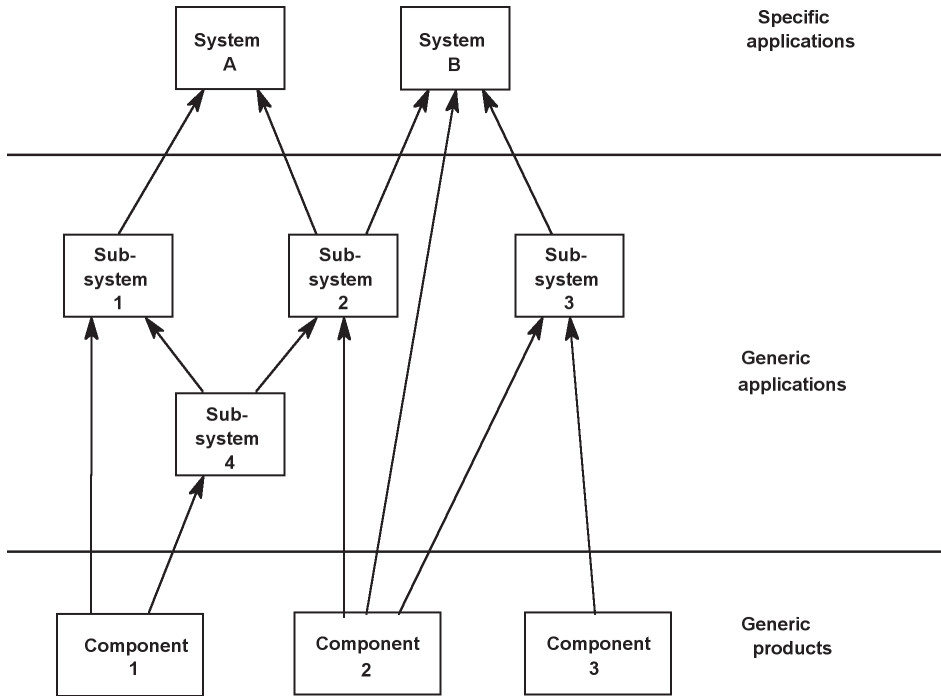 System
A
System
B
Specific
applications
Sub-
system
1
Sub-
system
2
Sub-
system
3
Generic
applications
Sub-
system
4
Component
1
Component
2
Component
3
Generic
products